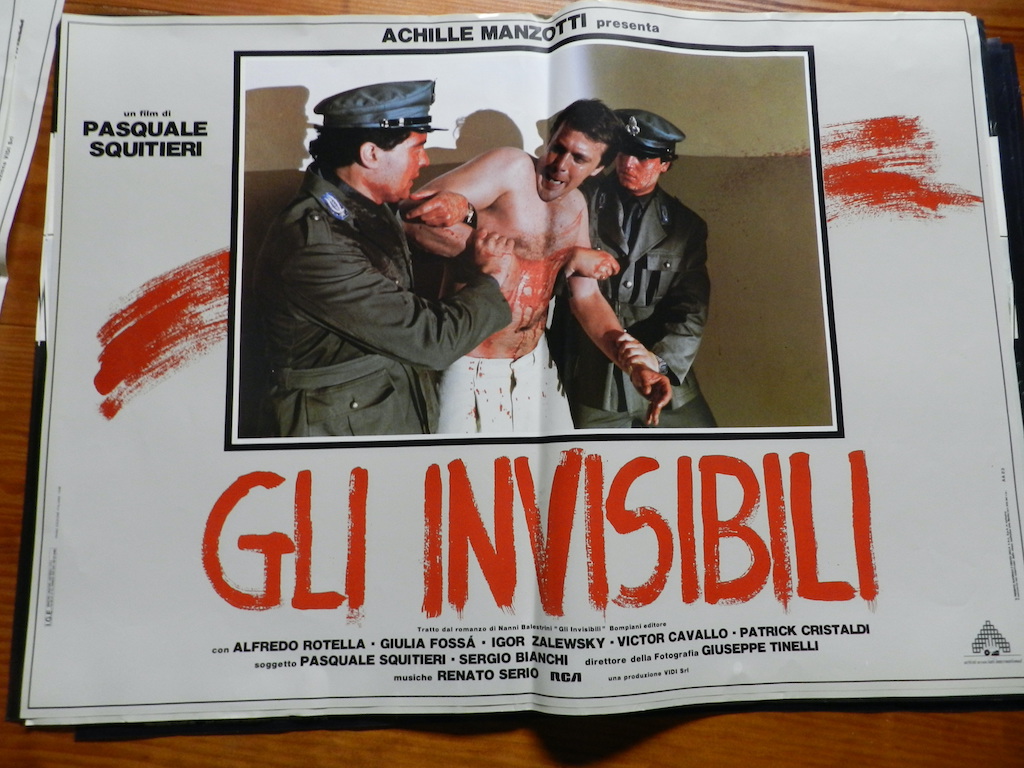 ACHILLE MANZOTTI presenta
un film di
PASQUALE
SQUITIERI
GLI INVISIBILI
Tratto dal romanzo di Nanni Balestrini "Gli Invisibili" Bompiani editore
con ALFREDO ROTELLA · GIULIA FOSSÁ · IGOR ZALEWSKY · VICTOR CAVALLO · PATRICK CRISTALDI
soggetto PASQUALE SQUITIERI · SERGIO BIANCHI direttore della Fotografia GIUSEPPE TINELLI
musiche RENATO SERIO RCA una produzione VIDI Srl